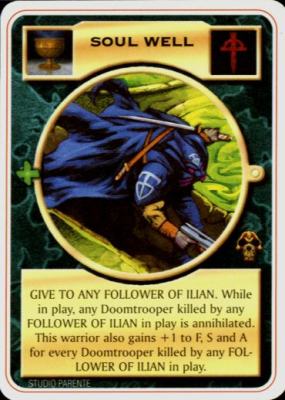 SOUL WELL
GIVE TO ANY FOLLOWER OF ILIAN. While
in play, any Doomtrooper killed by any
FOLLOWER OF ILIAN in play is annihilated.
This warrior also gains +1 to F, S and A
for every Doomtrooper killed by any FOL-
LOWER OF ILIAN in play.
STUDIO PARENTE